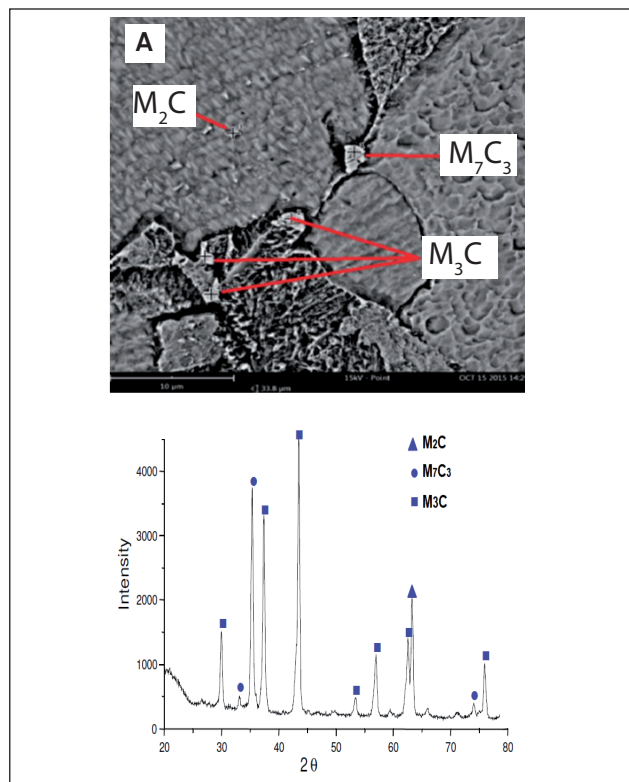 A
M₂C
M₇C₃
M₃C
10 µm
15kV - Point
OCT 15 2015 14:2
33.8 µm
M₂C
M₇C₃
M₃C
Intensity
4000
3000
2000
1000
0
20 30 40 50 60 70 80
2θ